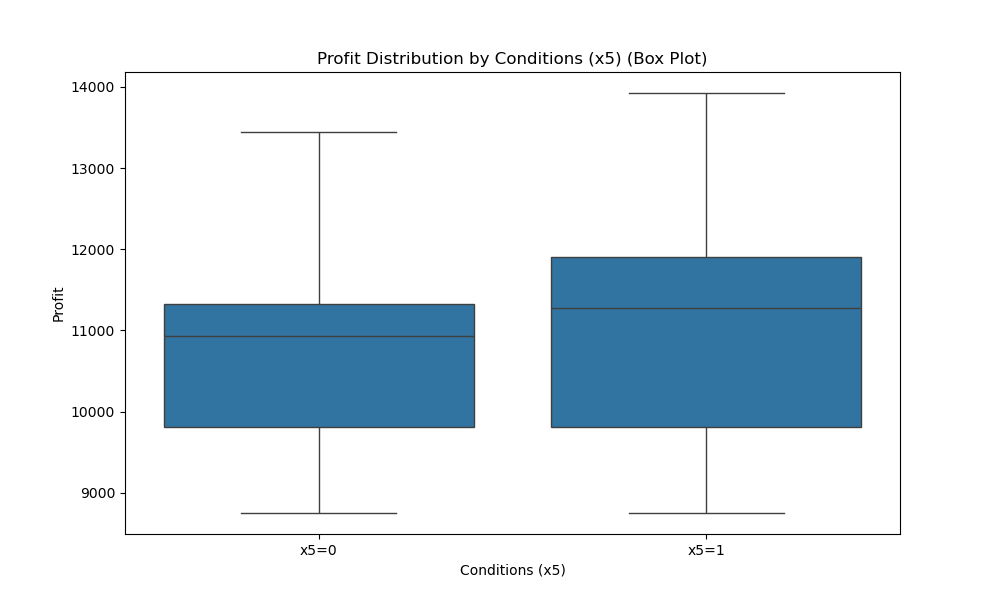 Profit Distribution by Conditions (x5) (Box Plot)
14000
13000
12000
11000
10000
9000
Profit
x5=0
x5=1
Conditions (x5)